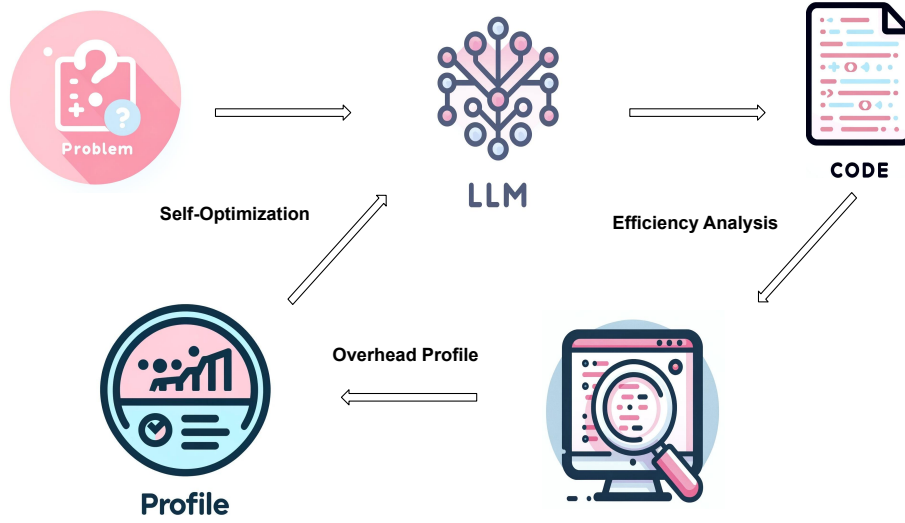 Problem
LLM
CODE
Self-Optimization
Efficiency Analysis
Overhead Profile
Profile